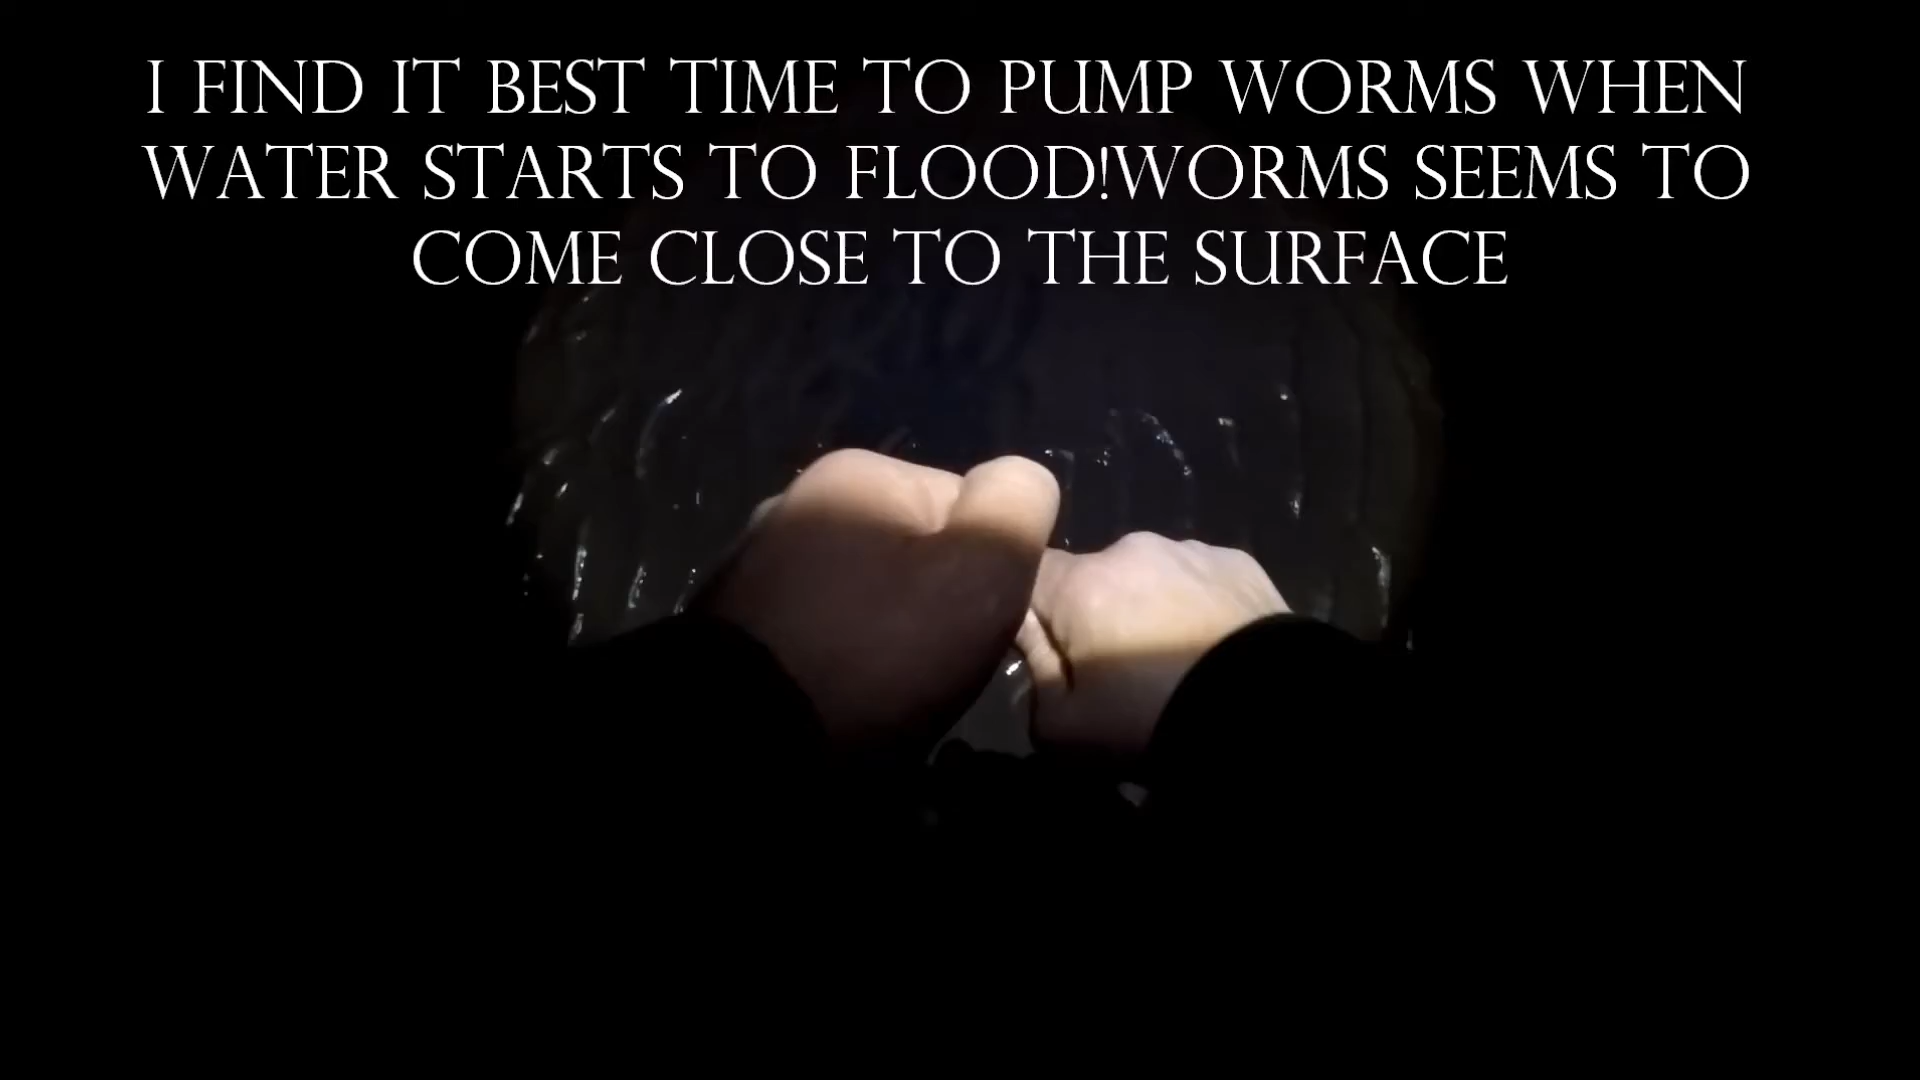 I FIND IT BEST TIME TO PUMP WORMS WHEN
WATER STARTS TO FLOOD!WORMS SEEMS TO
COME CLOSE TO THE SURFACE